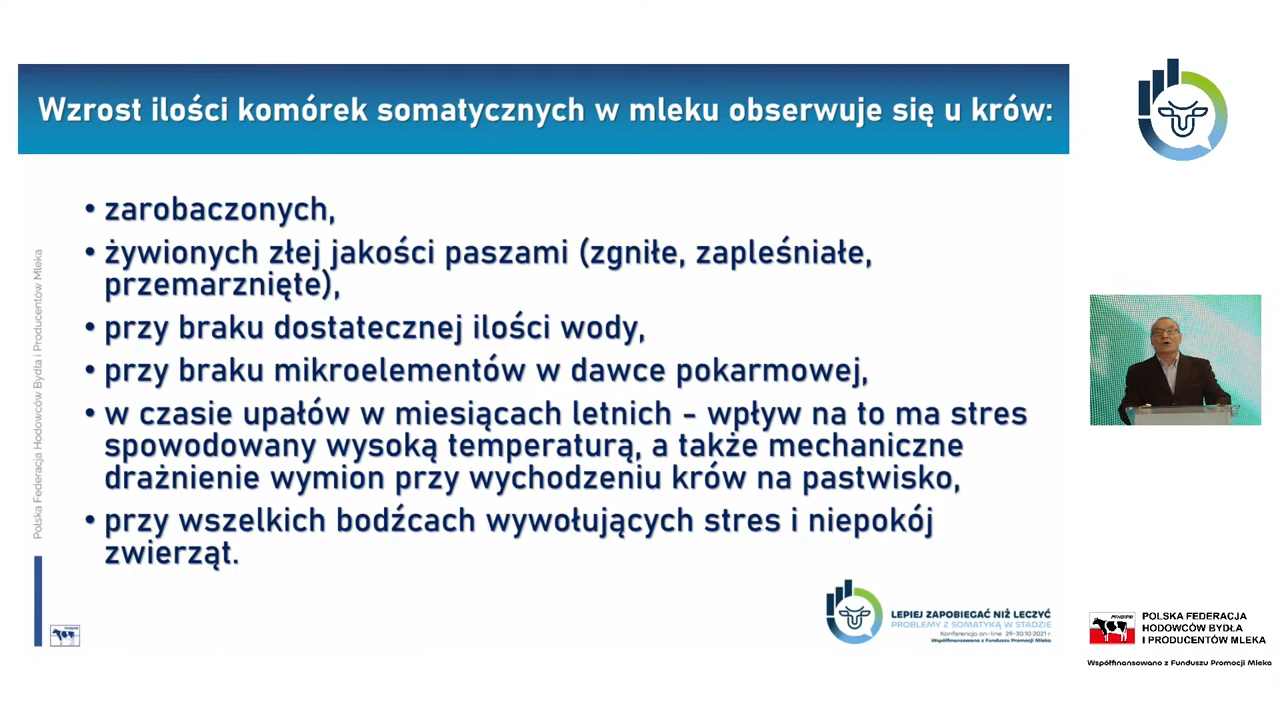 Wzrost ilości komórek somatycznych w mleku obserwuje się u krów:
• zarobaczonych,
• żywionych złej jakości paszami (zgniłe, zapleśniałe,
przemarznięte),
• przy braku dostatecznej ilości wody,
• przy braku mikroelementów w dawce pokarmowej,
• w czasie upałów w miesiącach letnich - wpływ na to ma stres
spowodowany wysoką temperaturą, a także mechaniczne
drażnienie wymion przy wychodzeniu krów na pastwisko,
• przy wszelkich bodźcach wywołujących stres i niepokój
zwierząt.
Polska Federacja Hodowców Bydła i Producentów Mleka
LEPIEJ ZAPOBIEGAĆ NIŻ LECZYĆ
PROBLEMY Z SOMATYKĄ W STADZIE
Konferencja on-line 29-30.10.2021 r
Współfinansowano z Funduszu Promocji Mleka
POLSKA FEDERACJA
HODOWCÓW BYDŁA
I PRODUCENTÓW MLEKA
Współfinansowano z Funduszu Promocji Mleka